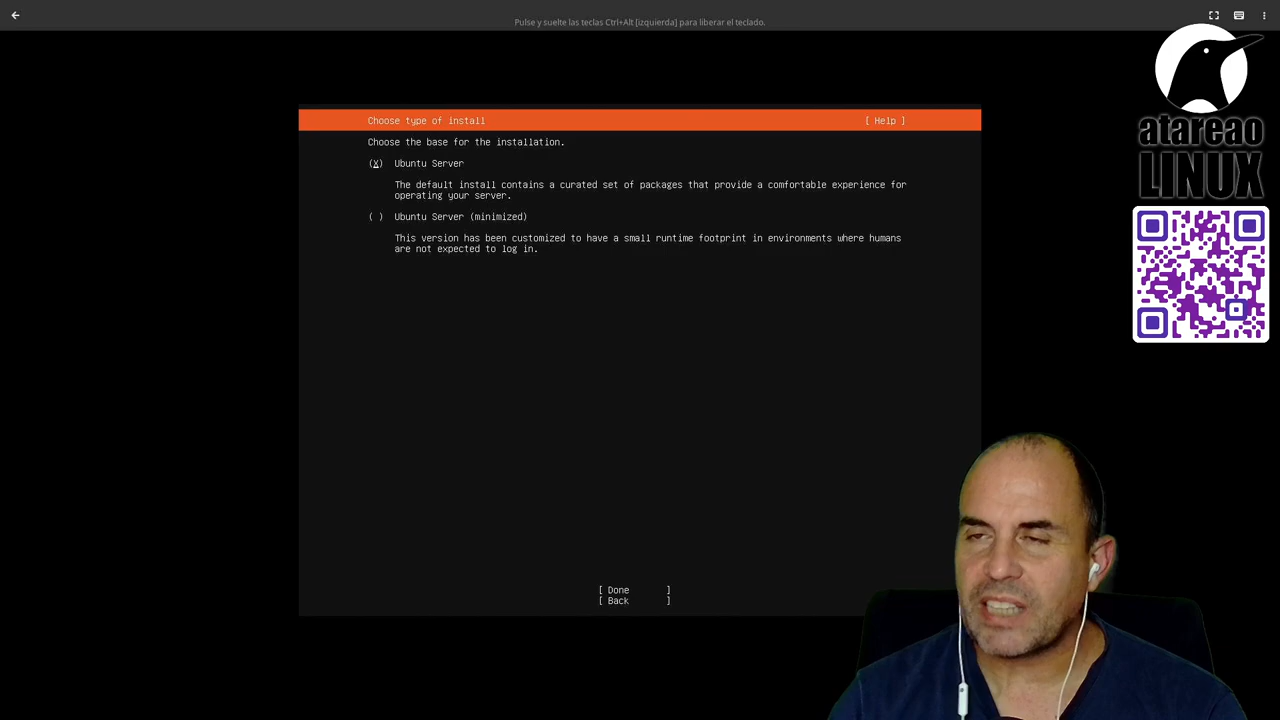 Pulse y suelte las teclas Ctrl+Alt [izquierda] para liberar el teclado.
Choose type of install [ Help ]
Choose the base for the installation.
(X) Ubuntu Server
The default install contains a curated set of packages that provide a comfortable experience for
operating your server.
( ) Ubuntu Server (minimized)
This version has been customized to have a small runtime footprint in environments where humans
are not expected to log in.
[ Done ]
[ Back ]
atareao
LINUX